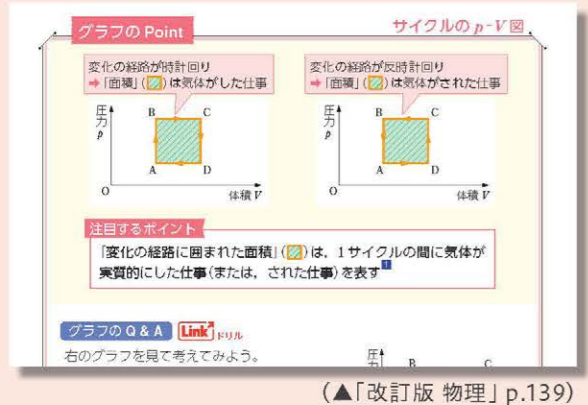 グラフの Point
サイクルの p-V 図
変化の経路が時計回り
➡「面積」( )は気体がした仕事
圧力 p
B C
A D
O
体積 V
変化の経路が反時計回り
➡「面積」( )は気体がされた仕事
圧力 p
B C
A D
O
体積 V
注目するポイント
「変化の経路に囲まれた面積」( )は，1サイクルの間に気体が
実質的にした仕事(または，された仕事)を表す1
グラフの Q & A Link ドリル
右のグラフを見て考えてみよう。
圧力
B C
(▲「改訂版 物理」p.139)